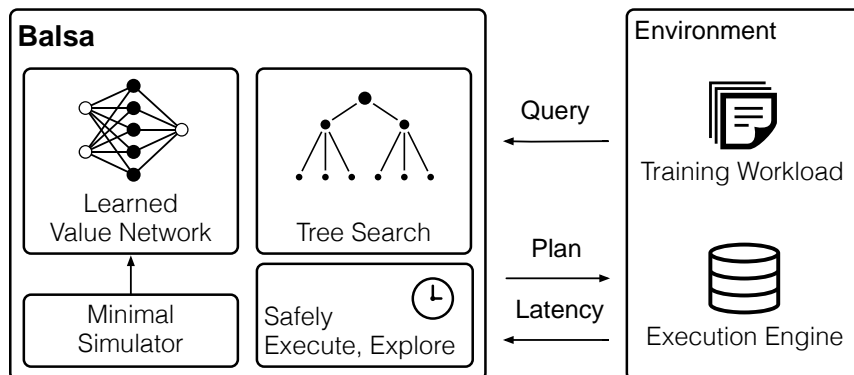 Balsa
Learned
Value Network
Tree Search
Minimal
Simulator
Safely
Execute, Explore
Query
Plan
Latency
Environment
Training Workload
Execution Engine